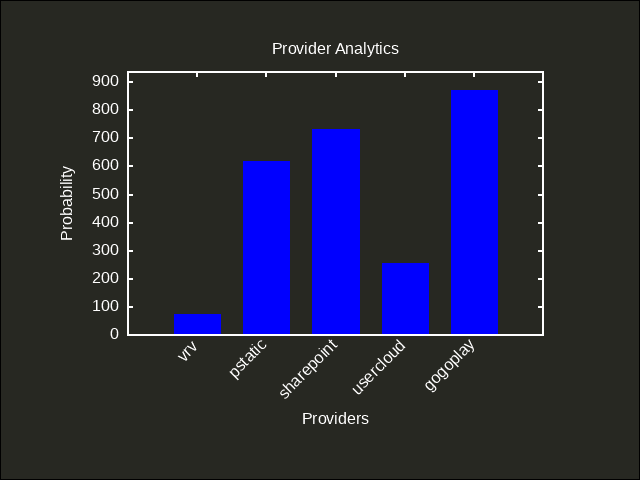 Provider Analytics
900
800
700
600
500
400
300
200
100
0
Probability
vrv
pstatic
sharepoint
usercloud
gogoplay
Providers